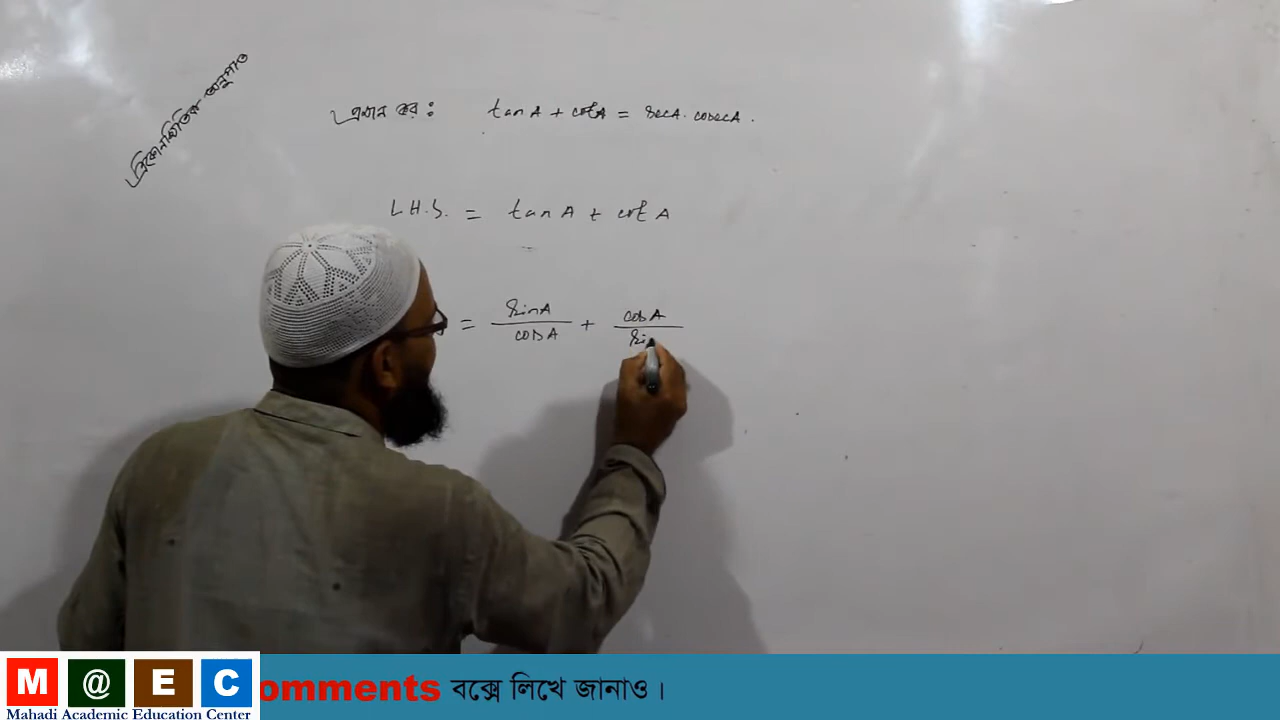 ত্রিকোণমিতিক অনুপাত
প্রমাণ কর : tanA + cotA = secA . cosecA .
L.H.S. = tanA + cotA
= sinA/cosA + cosA/sin
omments বক্সে লিখে জানাও।
M @ E C
Mahadi Academic Education Center